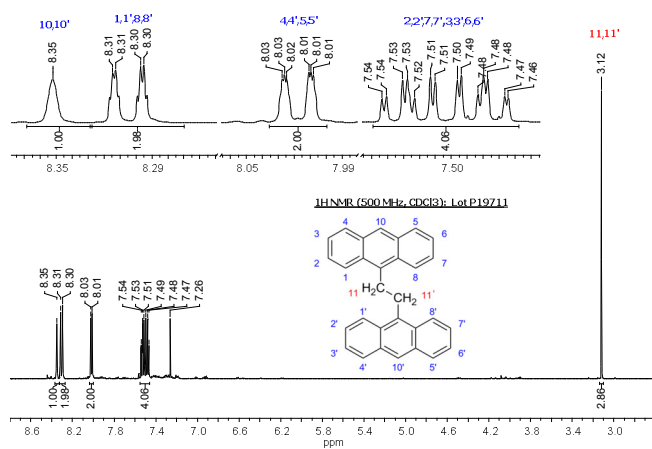 10,10' 1,1',8,8' 4,4',5,5' 2,2',7,7',3,3',6,6' 11,11'
8.35 8.31 8.31 8.30 8.30 8.03 8.03 8.02 8.01 8.01 8.01 7.54 7.54 7.53 7.53 7.52 7.51 7.51 7.50 7.49 7.48 7.48 7.48 7.47 7.46 3.12
1.00 1.98 2.00 4.06
8.35 8.29 8.05 7.99 7.50
1H NMR (500 MHz, CDCl3): Lot P19711
4 10 5
3 6
2 7
1 8
11 H2C CH2 11'
1' 8'
2' 7'
3' 6'
4' 10' 5'
8.35 8.31 8.30 8.03 8.01 7.54 7.53 7.51 7.49 7.48 7.47 7.26
1.00 1.98 2.00 4.06 2.86
8.6 8.2 7.8 7.4 7.0 6.6 6.2 5.8 5.4 5.0 4.6 4.2 3.8 3.4 3.0
ppm